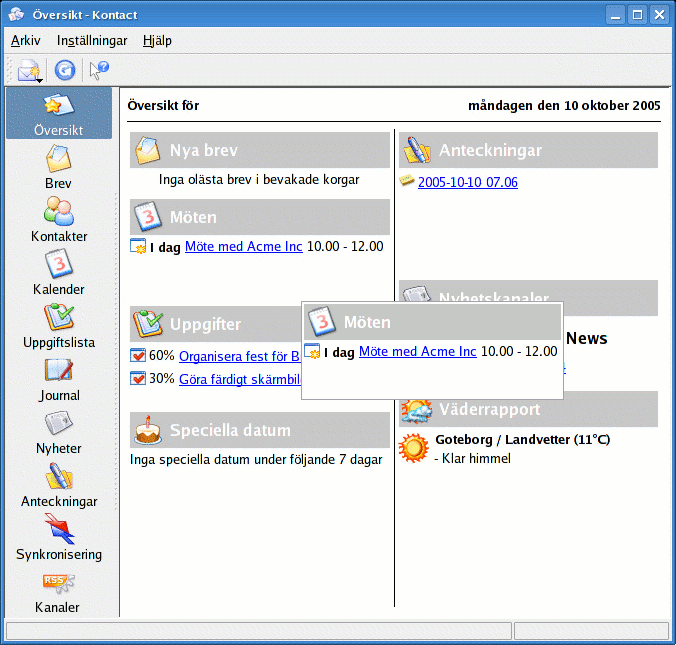 Översikt - Kontact
Arkiv Inställningar Hjälp
Översikt
Brev
Kontakter
Kalender
Uppgiftslista
Journal
Nyheter
Anteckningar
Synkronisering
RSS
Kanaler
Översikt för måndagen den 10 oktober 2005
Nya brev
Inga olästa brev i bevakade korgar
Möten
I dag Möte med Acme Inc 10.00 - 12.00
Uppgifter
60% Organisera fest för B
30% Göra färdigt skärmbil
Speciella datum
Inga speciella datum under följande 7 dagar
Anteckningar
2005-10-10 07.06
Nyhetskanaler
News
Möten
I dag Möte med Acme Inc 10.00 - 12.00
Väderrapport
Goteborg / Landvetter (11°C)
- Klar himmel